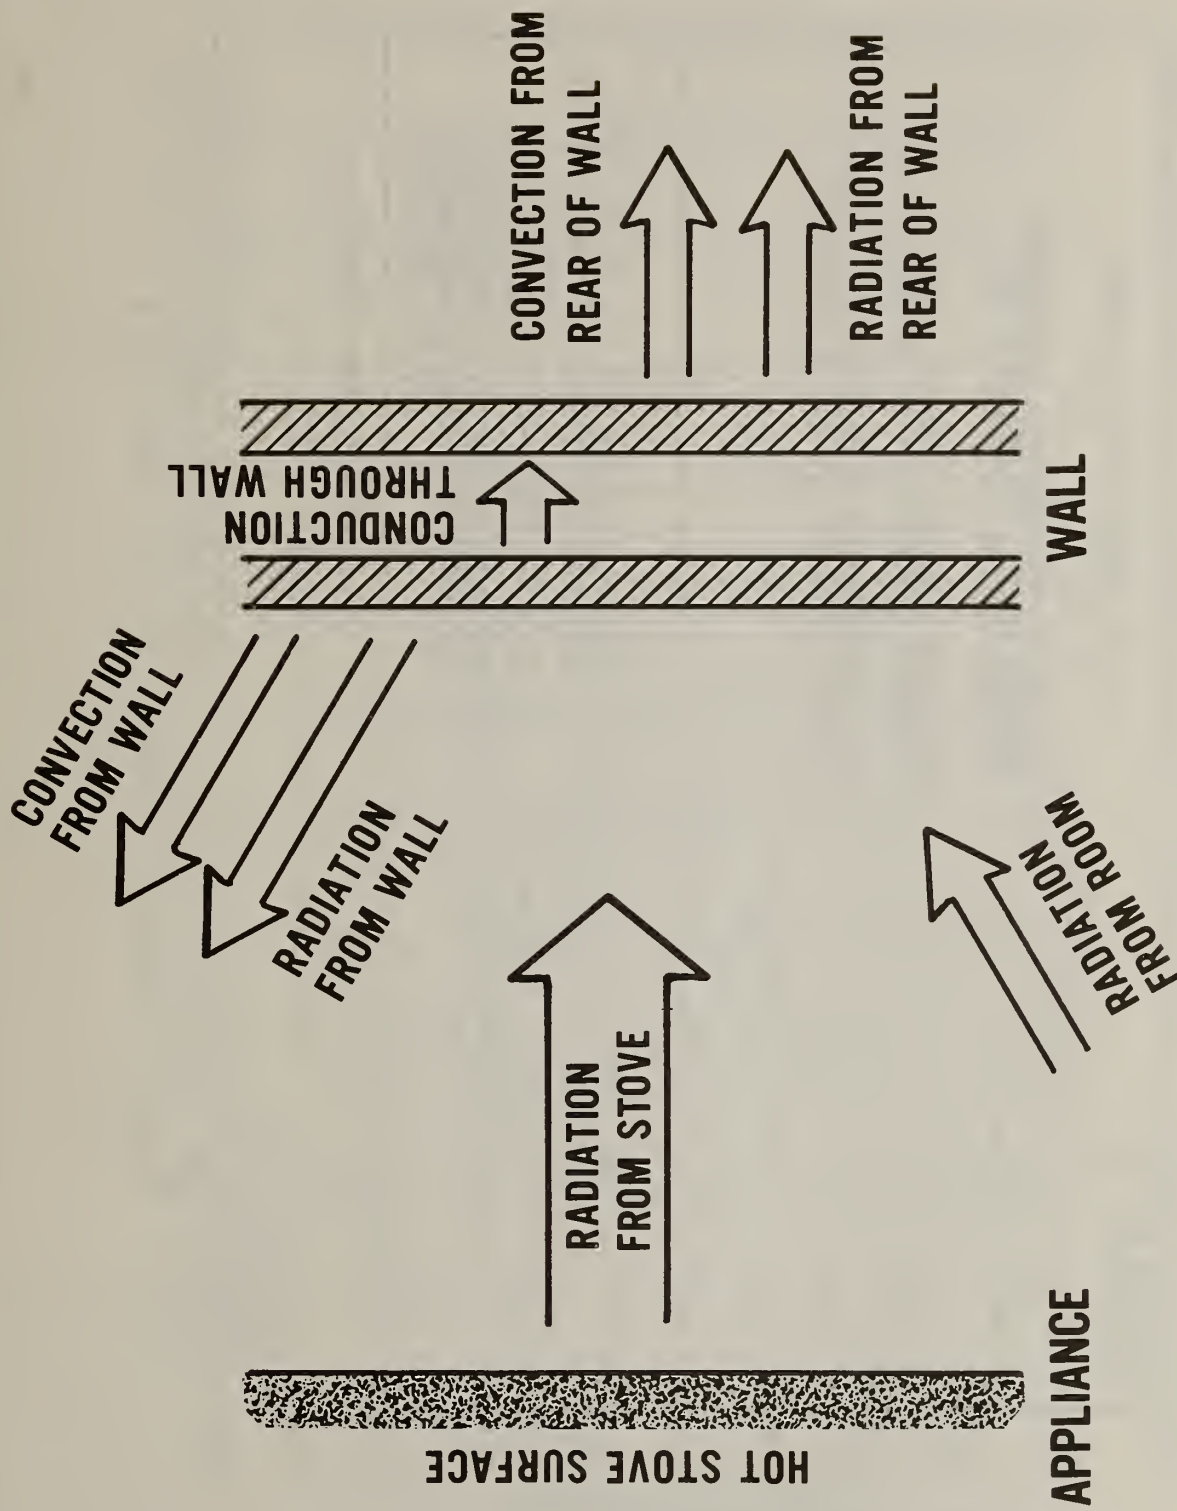 CONVECTION
FROM WALL
RADIATION
FROM WALL
HOT STOVE SURFACE
RADIATION
FROM STOVE
CONDUCTION
THROUGH WALL
CONVECTION FROM
REAR OF WALL
RADIATION FROM
REAR OF WALL
RADIATION
FROM ROOM
APPLIANCE
WALL